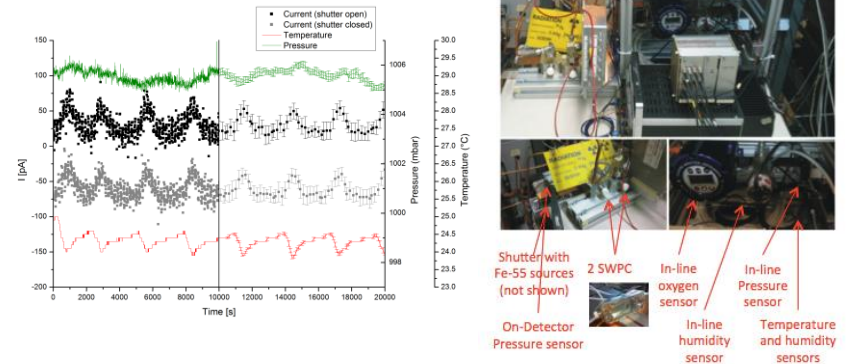 Current (shutter open)
Current (shutter closed)
Temperature
Pressure
150
100
50
0
-50
-100
-150
-200
I [pA]
0
2000
4000
6000
8000
10000
12000
14000
16000
18000
20000
Time [s]
1006
1004
1002
1000
998
Pressure (mbar)
30.0
29.5
29.0
28.5
28.0
27.5
27.0
26.5
26.0
25.5
25.0
24.5
24.0
23.5
23.0
Temperature (°C)
RADIATION
RADIATION
Shutter with
Fe-55 sources
(not shown)
On-Detector
Pressure sensor
2 SWPC
In-line
oxygen
sensor
In-line
humidity
sensor
In-line
Pressure
sensor
Temperature
and humidity
sensors